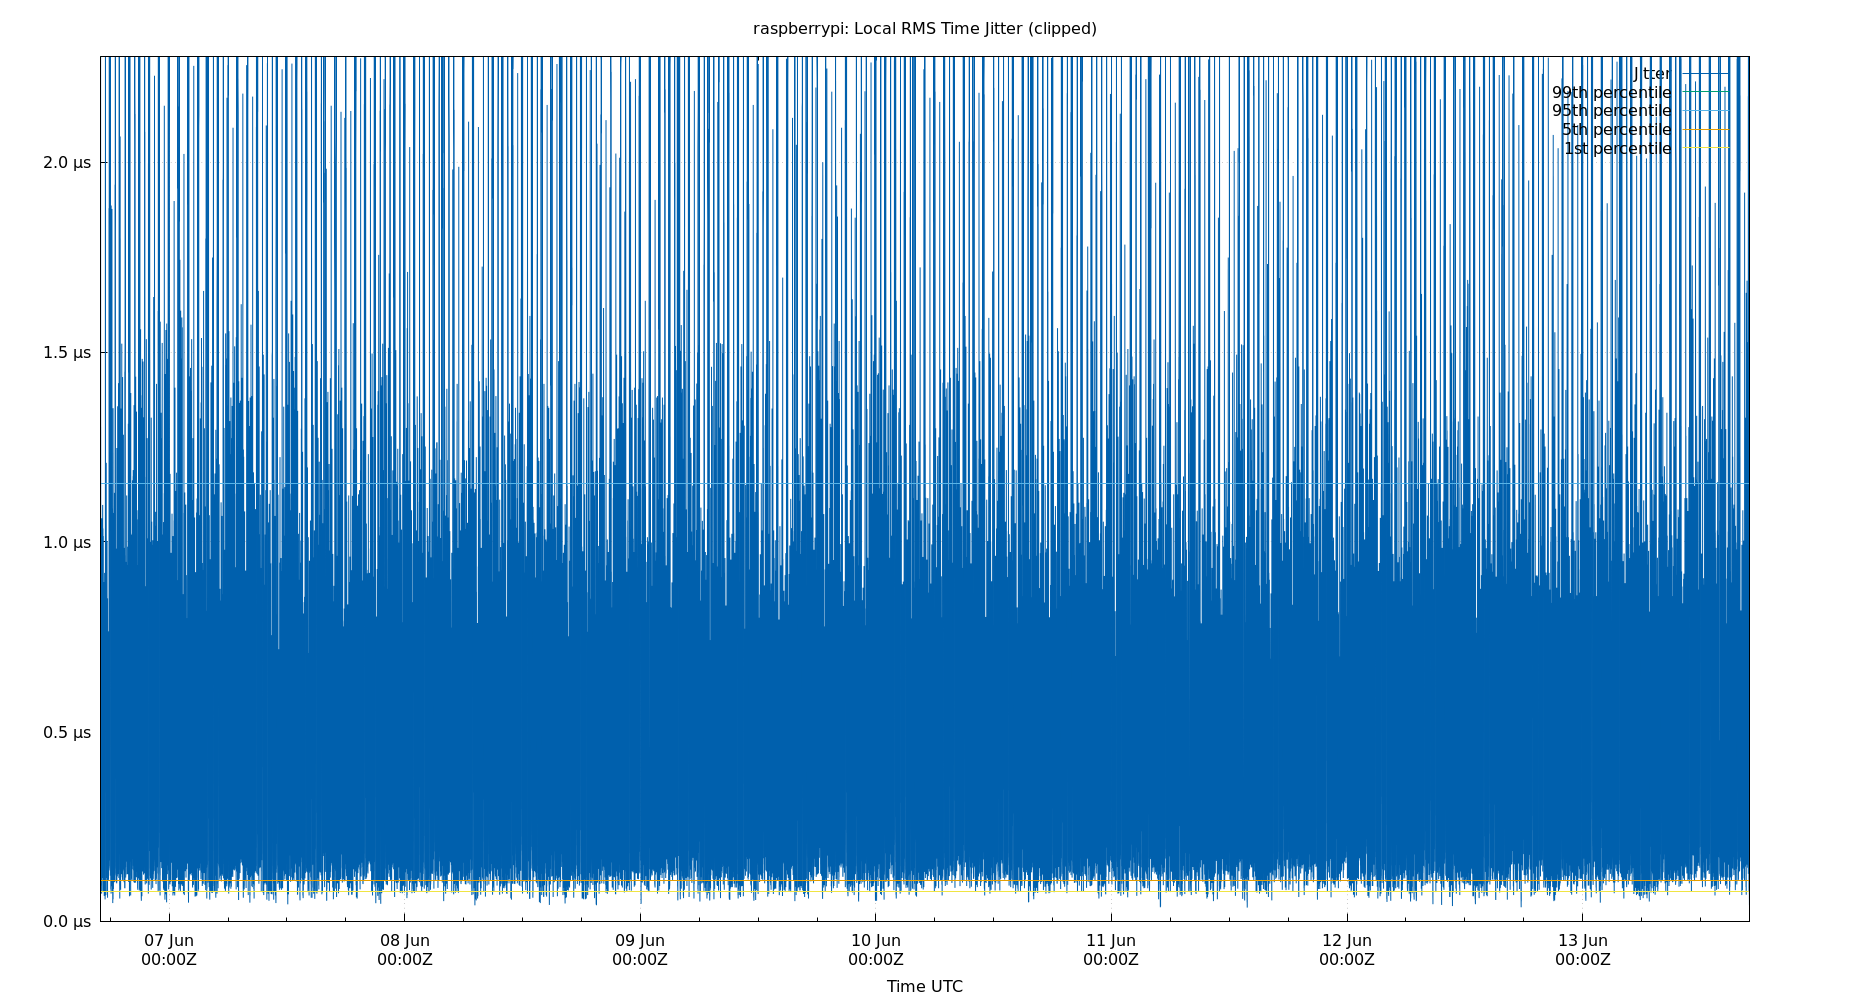 raspberrypi: Local RMS Time Jitter (clipped)
Jitter
99th percentile
95th percentile
5th percentile
1st percentile
2.0 µs
1.5 µs
1.0 µs
0.5 µs
0.0 µs
07 Jun 08 Jun 09 Jun 10 Jun 11 Jun 12 Jun 13 Jun
00:00Z 00:00Z 00:00Z 00:00Z 00:00Z 00:00Z 00:00Z
Time UTC